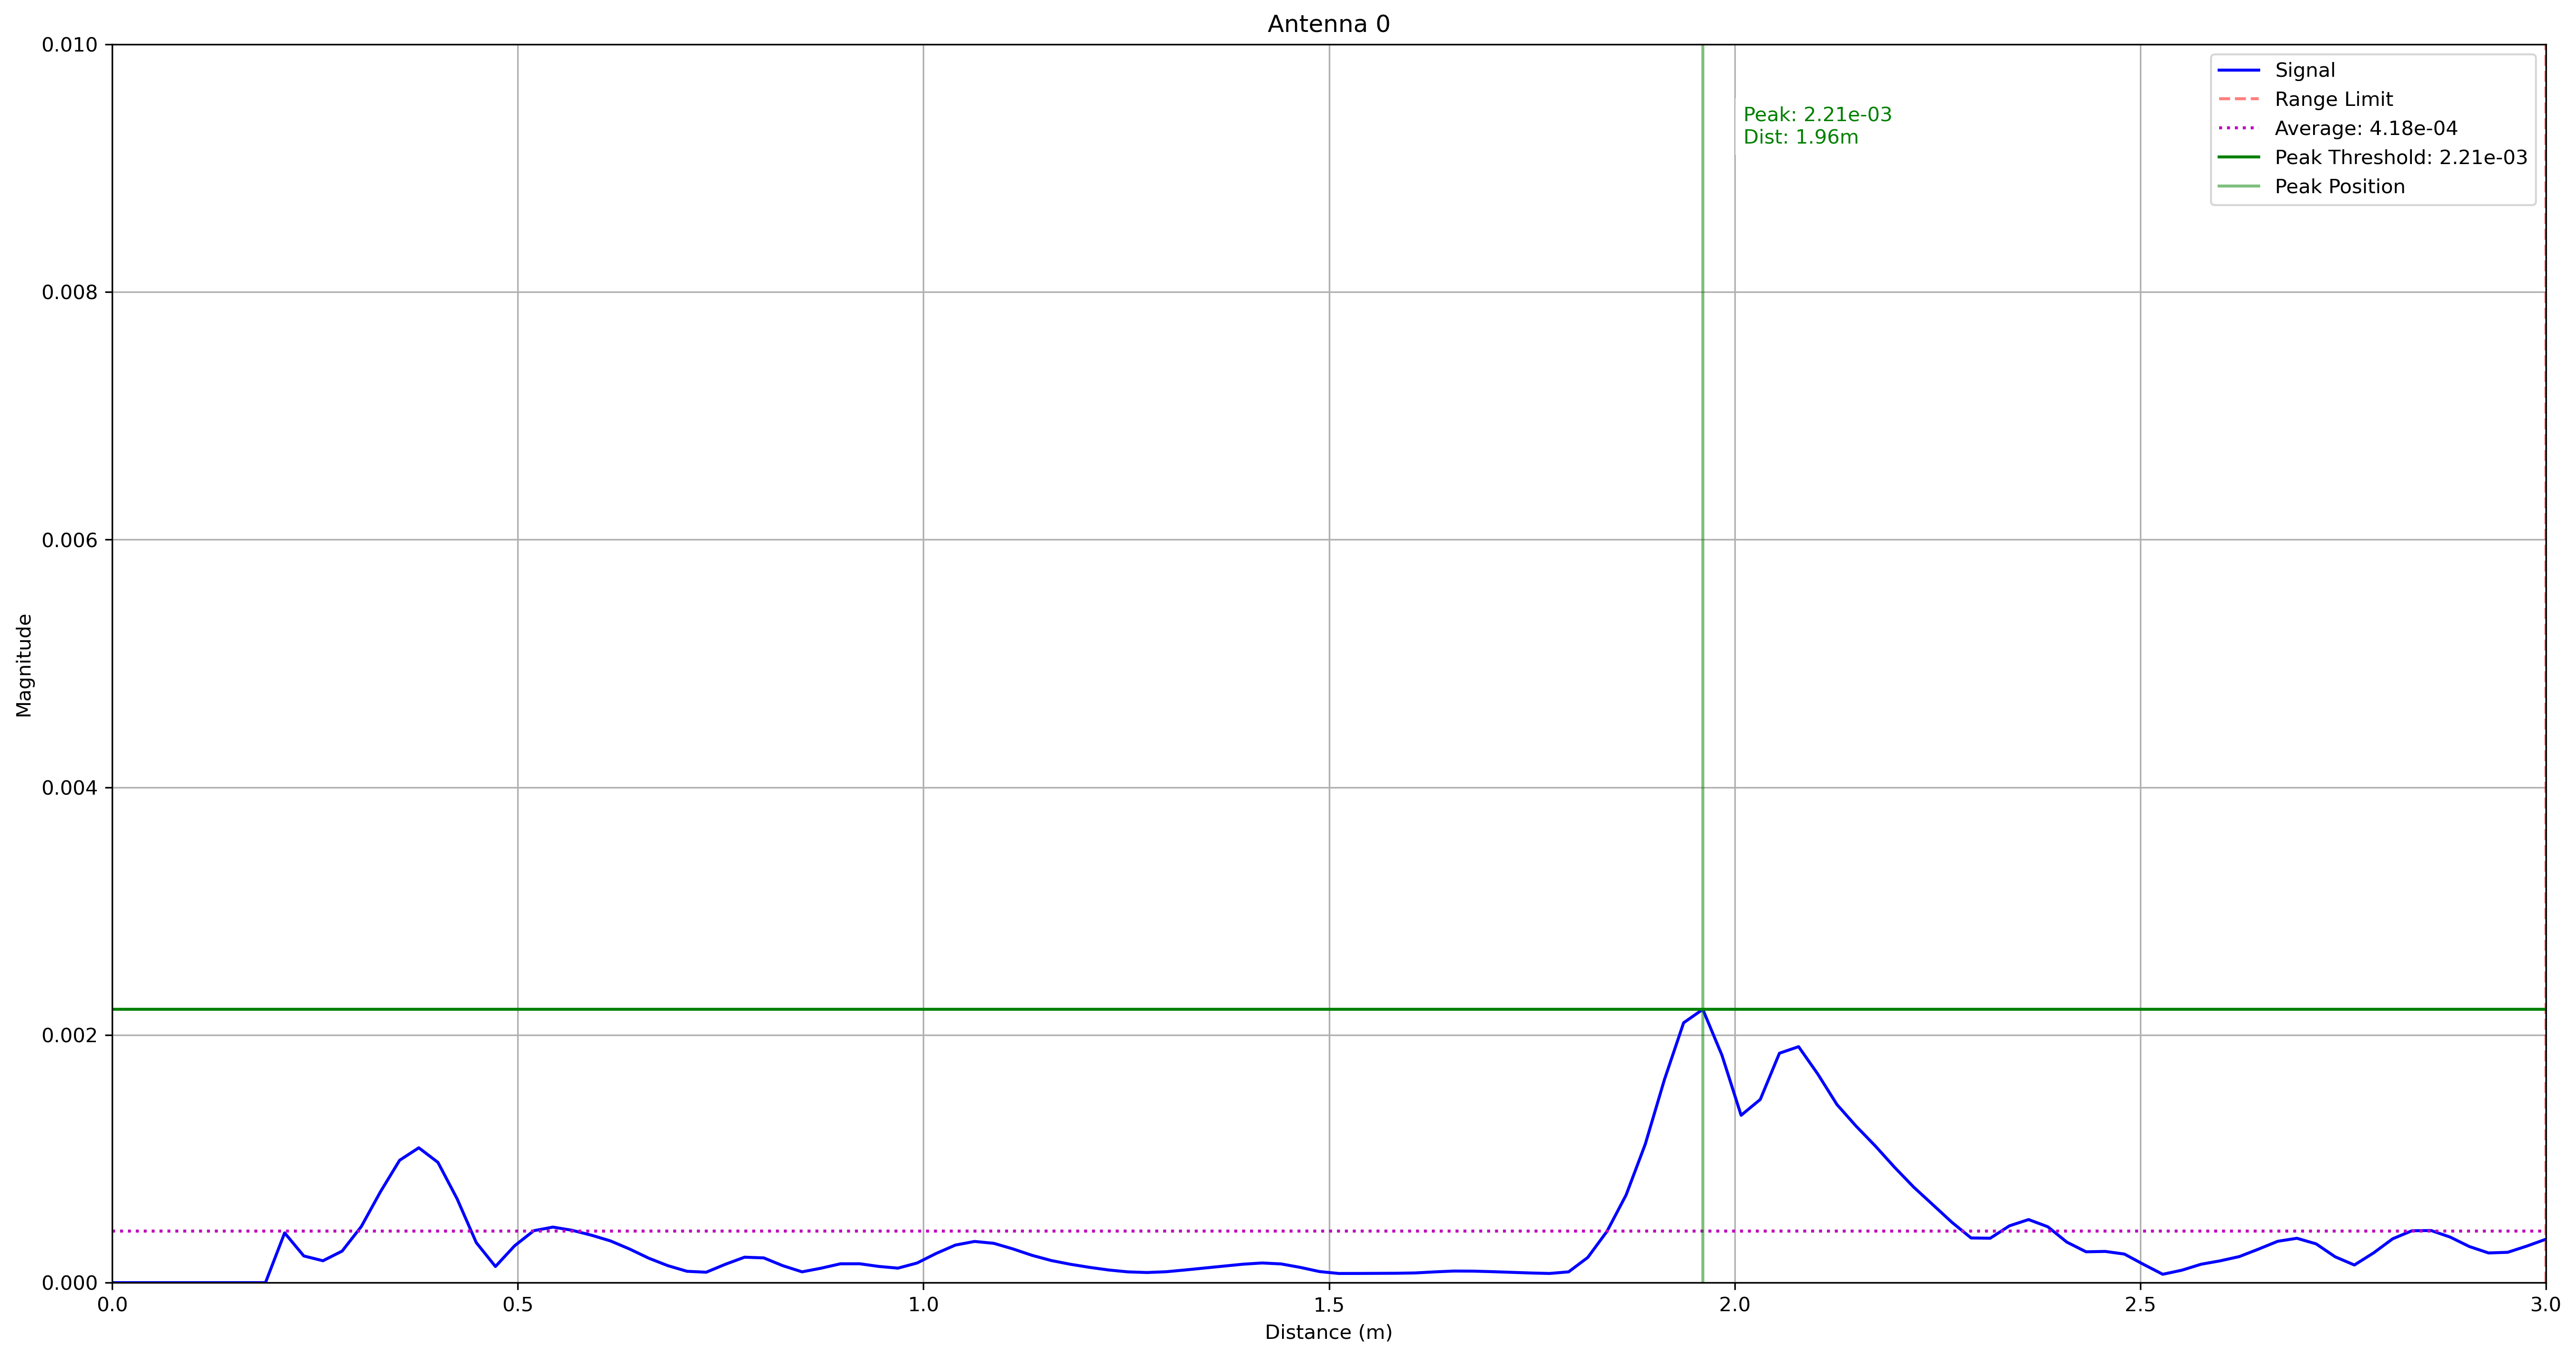 Antenna 0
0.010
0.008
0.006
0.004
0.002
0.000
Magnitude
Peak: 2.21e-03
Dist: 1.96m
Signal
Range Limit
Average: 4.18e-04
Peak Threshold: 2.21e-03
Peak Position
0.0 0.5 1.0 1.5 2.0 2.5 3.0
Distance (m)